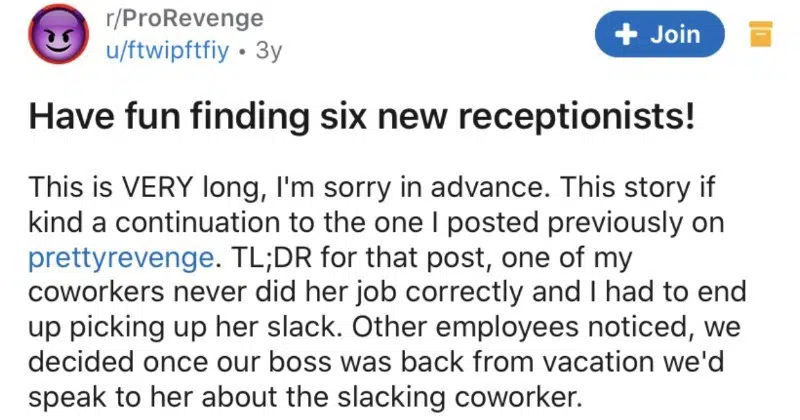 r/ProRevenge
u/ftwipftfiy • 3y
Join
Have fun finding six new receptionists!
This is VERY long, I'm sorry in advance. This story if
kind a continuation to the one I posted previously on
prettyrevenge. TL;DR for that post, one of my
coworkers never did her job correctly and I had to end
up picking up her slack. Other employees noticed, we
decided once our boss was back from vacation we'd
speak to her about the slacking coworker.